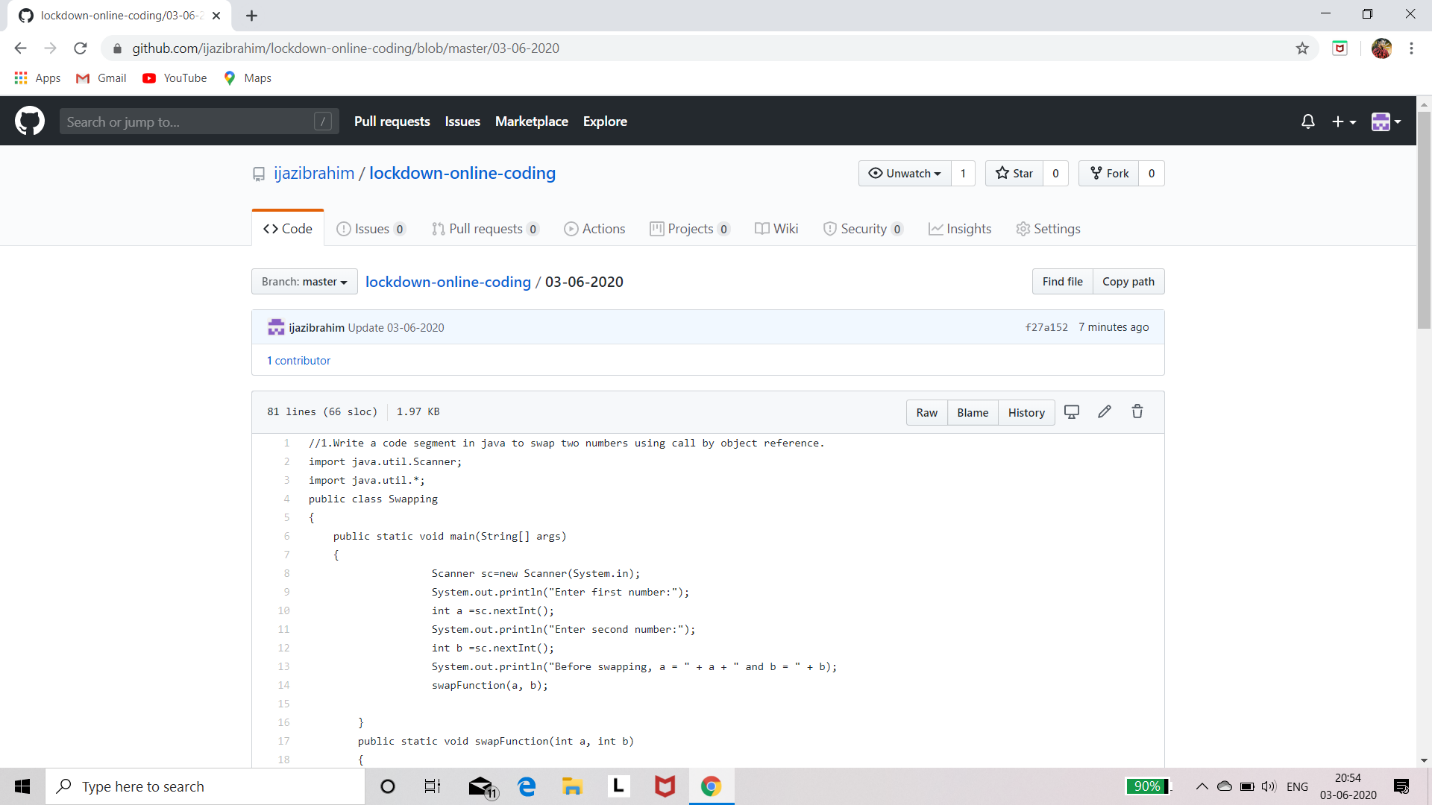 lockdown-online-coding/03-06-2
github.com/ijazibrahim/lockdown-online-coding/blob/master/03-06-2020
Apps Gmail YouTube Maps
Search or jump to... / Pull requests Issues Marketplace Explore
ijazibrahim / lockdown-online-coding Unwatch 1 Star 0 Fork 0
Code Issues 0 Pull requests 0 Actions Projects 0 Wiki Security 0 Insights Settings
Branch: master lockdown-online-coding / 03-06-2020 Find file Copy path
ijazibrahim Update 03-06-2020 f27a152 7 minutes ago
1 contributor
81 lines (66 sloc) 1.97 KB Raw Blame History
1 //1.Write a code segment in java to swap two numbers using call by object reference.
2 import java.util.Scanner;
3 import java.util.*;
4 public class Swapping
5 {
6 public static void main(String[] args)
7 {
8 Scanner sc=new Scanner(System.in);
9 System.out.println("Enter first number:");
10 int a =sc.nextInt();
11 System.out.println("Enter second number:");
12 int b =sc.nextInt();
13 System.out.println("Before swapping, a = " + a + " and b = " + b);
14 swapFunction(a, b);
15
16 }
17 public static void swapFunction(int a, int b)
18 {
Type here to search L 11 90% ENG 20:54
03-06-2020